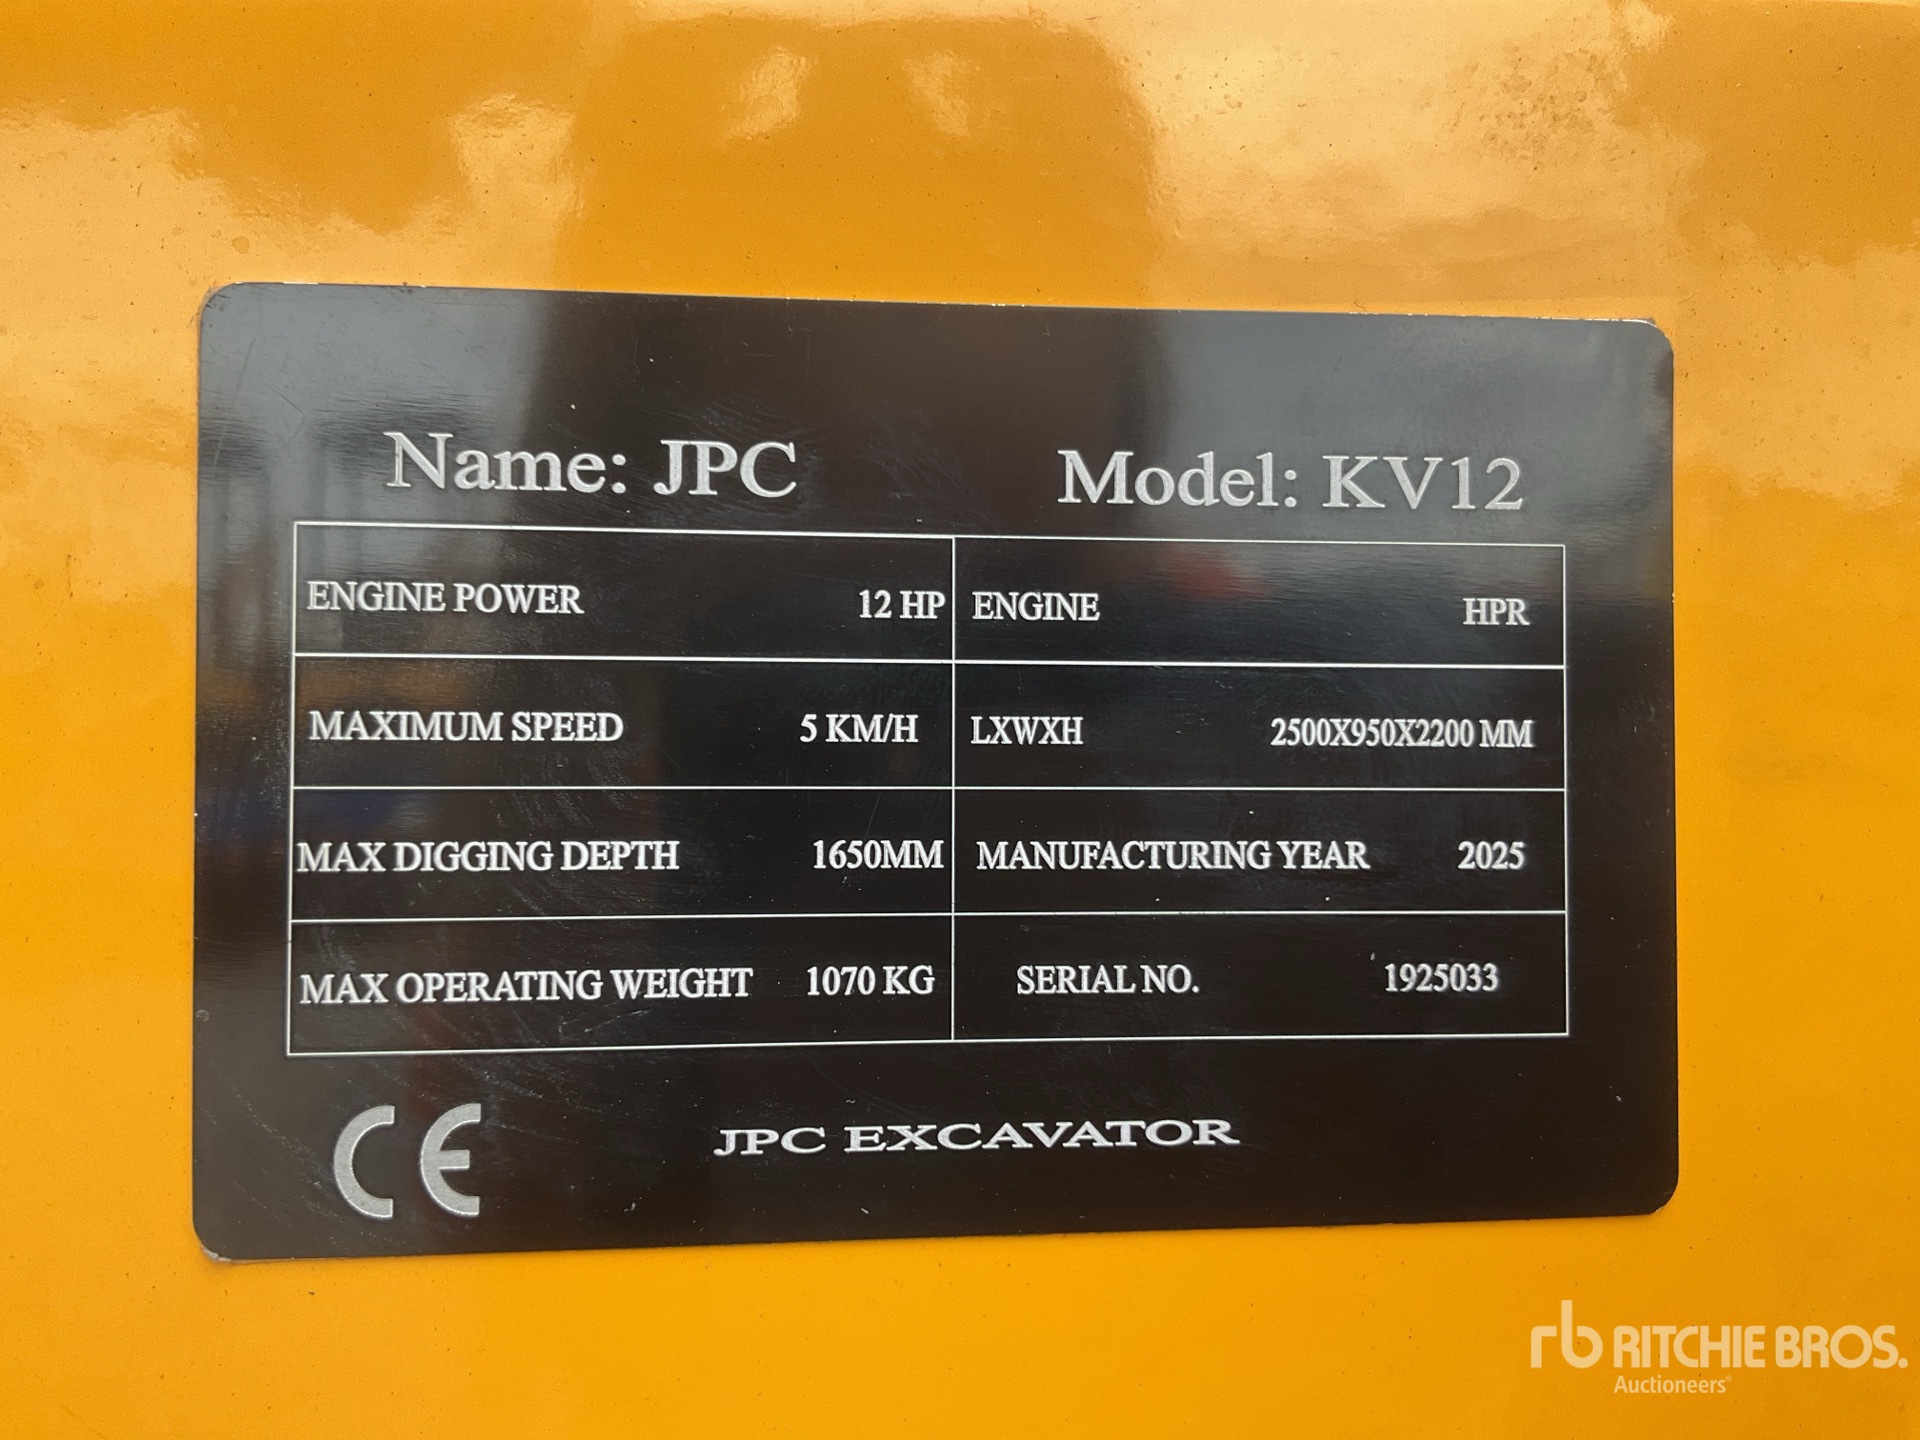 Name: JPC Model: KV12
ENGINE POWER 12 HP ENGINE HPR
MAXIMUM SPEED 5 KM/H LXWXH 2500X950X2200 MM
MAX DIGGING DEPTH 1650MM MANUFACTURING YEAR 2025
MAX OPERATING WEIGHT 1070 KG SERIAL NO. 1925033
CE JPC EXCAVATOR
rb RITCHIE BROS.
Auctioneers®